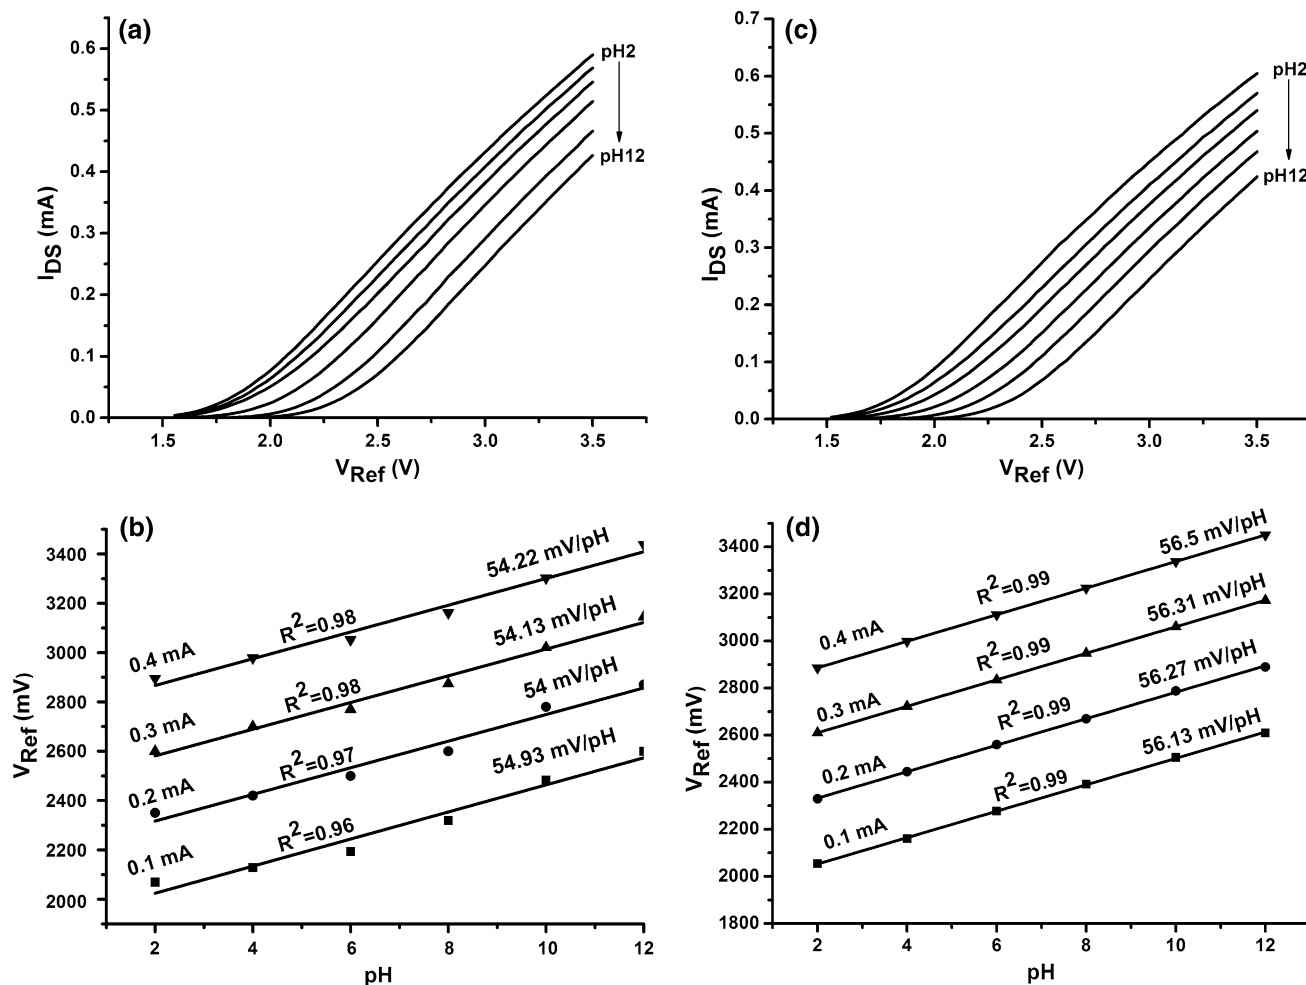 (a)
0.6
0.5
0.4
0.3
0.2
0.1
0.0
I_DS (mA)
1.5 2.0 2.5 3.0 3.5
V_Ref (V)
pH2
pH12
(c)
0.7
0.6
0.5
0.4
0.3
0.2
0.1
0.0
I_DS (mA)
1.5 2.0 2.5 3.0 3.5
V_Ref (V)
pH2
pH12
(b)
3400
3200
3000
2800
2600
2400
2200
2000
V_Ref (mV)
0.4 mA R²=0.98 54.22 mV/pH
0.3 mA R²=0.98 54.13 mV/pH
0.2 mA R²=0.97 54 mV/pH
0.1 mA R²=0.96 54.93 mV/pH
2 4 6 8 10 12
pH
(d)
3400
3200
3000
2800
2600
2400
2200
2000
1800
V_Ref (mV)
0.4 mA R²=0.99 56.5 mV/pH
0.3 mA R²=0.99 56.31 mV/pH
0.2 mA R²=0.99 56.27 mV/pH
0.1 mA R²=0.99 56.13 mV/pH
2 4 6 8 10 12
pH